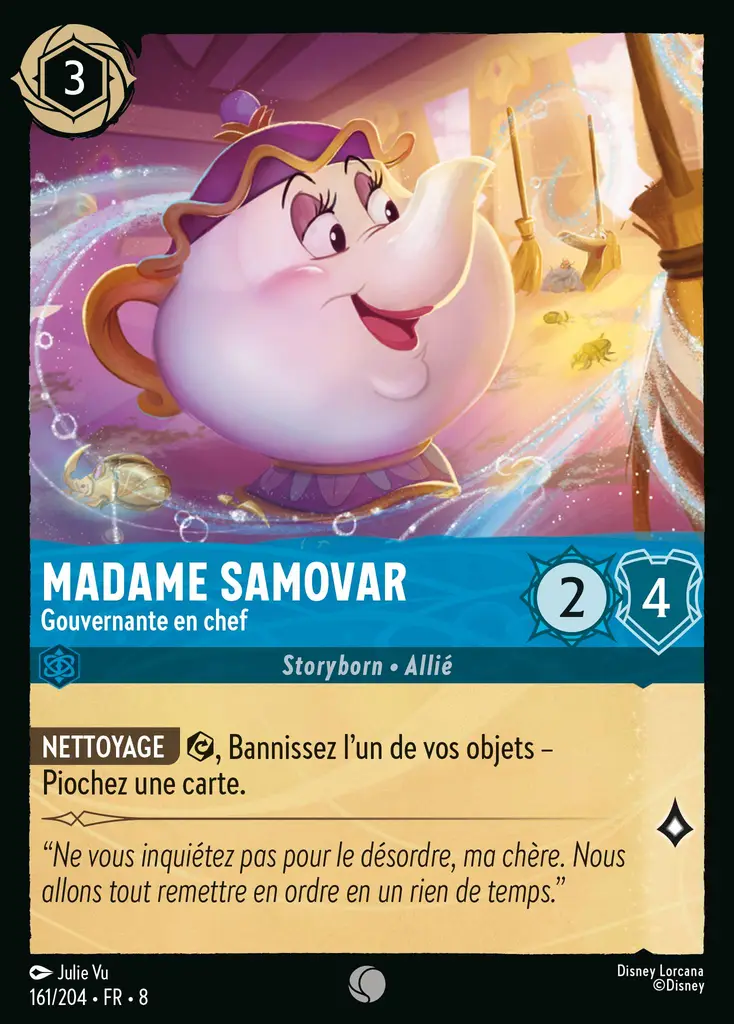 3
MADAME SAMOVAR
Gouvernante en chef
2
4
Storyborn • Allié
NETTOYAGE , Bannissez l’un de vos objets –
Piochez une carte.
“Ne vous inquiétez pas pour le désordre, ma chère. Nous
allons tout remettre en ordre en un rien de temps.”
Julie Vu
Disney Lorcana
161/204 • FR • 8
©Disney